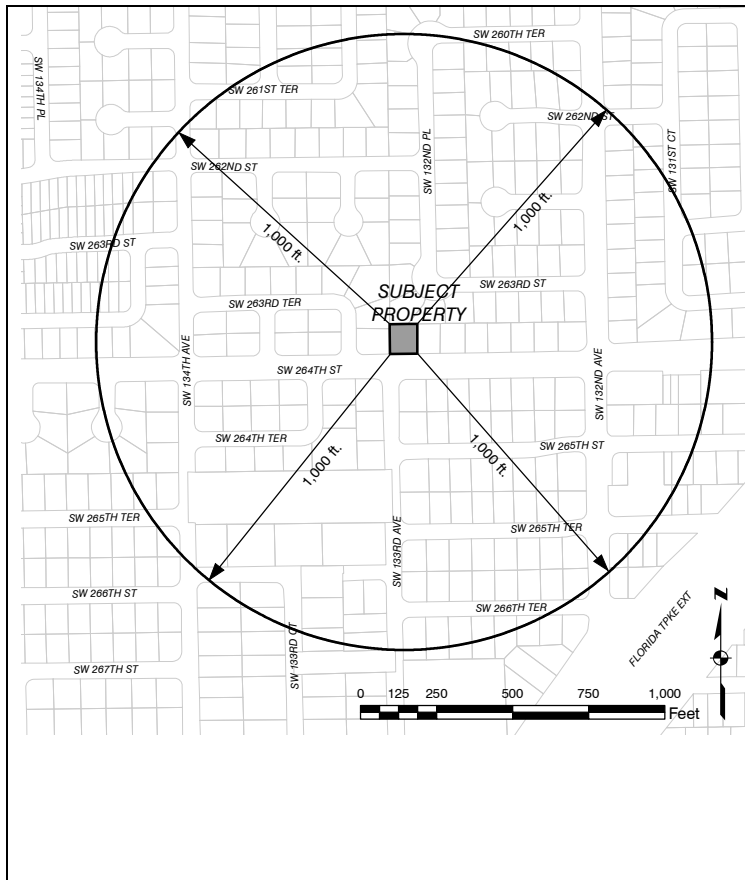 SW 260TH TER
SW 134TH PL
SW 261ST TER
SW 262ND ST
SW 132ND PL
SW 131ST CT
SW 262ND ST
1,000 ft.
1,000 ft.
SW 263RD ST
SW 263RD ST
SUBJECT
PROPERTY
SW 263RD TER
SW 134TH AVE
SW 264TH ST
SW 132ND AVE
SW 264TH TER
SW 265TH ST
1,000 ft.
1,000 ft.
SW 265TH TER
SW 133RD AVE
SW 265TH TER
SW 266TH ST
SW 266TH TER
FLORIDA TPKE EXT
N
SW 133RD CT
SW 267TH ST
0 125 250 500 750 1,000
Feet